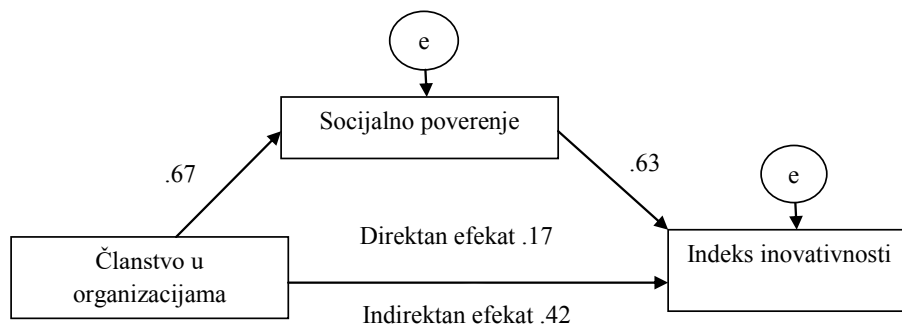 e
Socijalno poverenje
.67
.63
e
Direktan efekat .17
Članstvo u
organizacijama
Indeks inovativnosti
Indirektan efekat .42